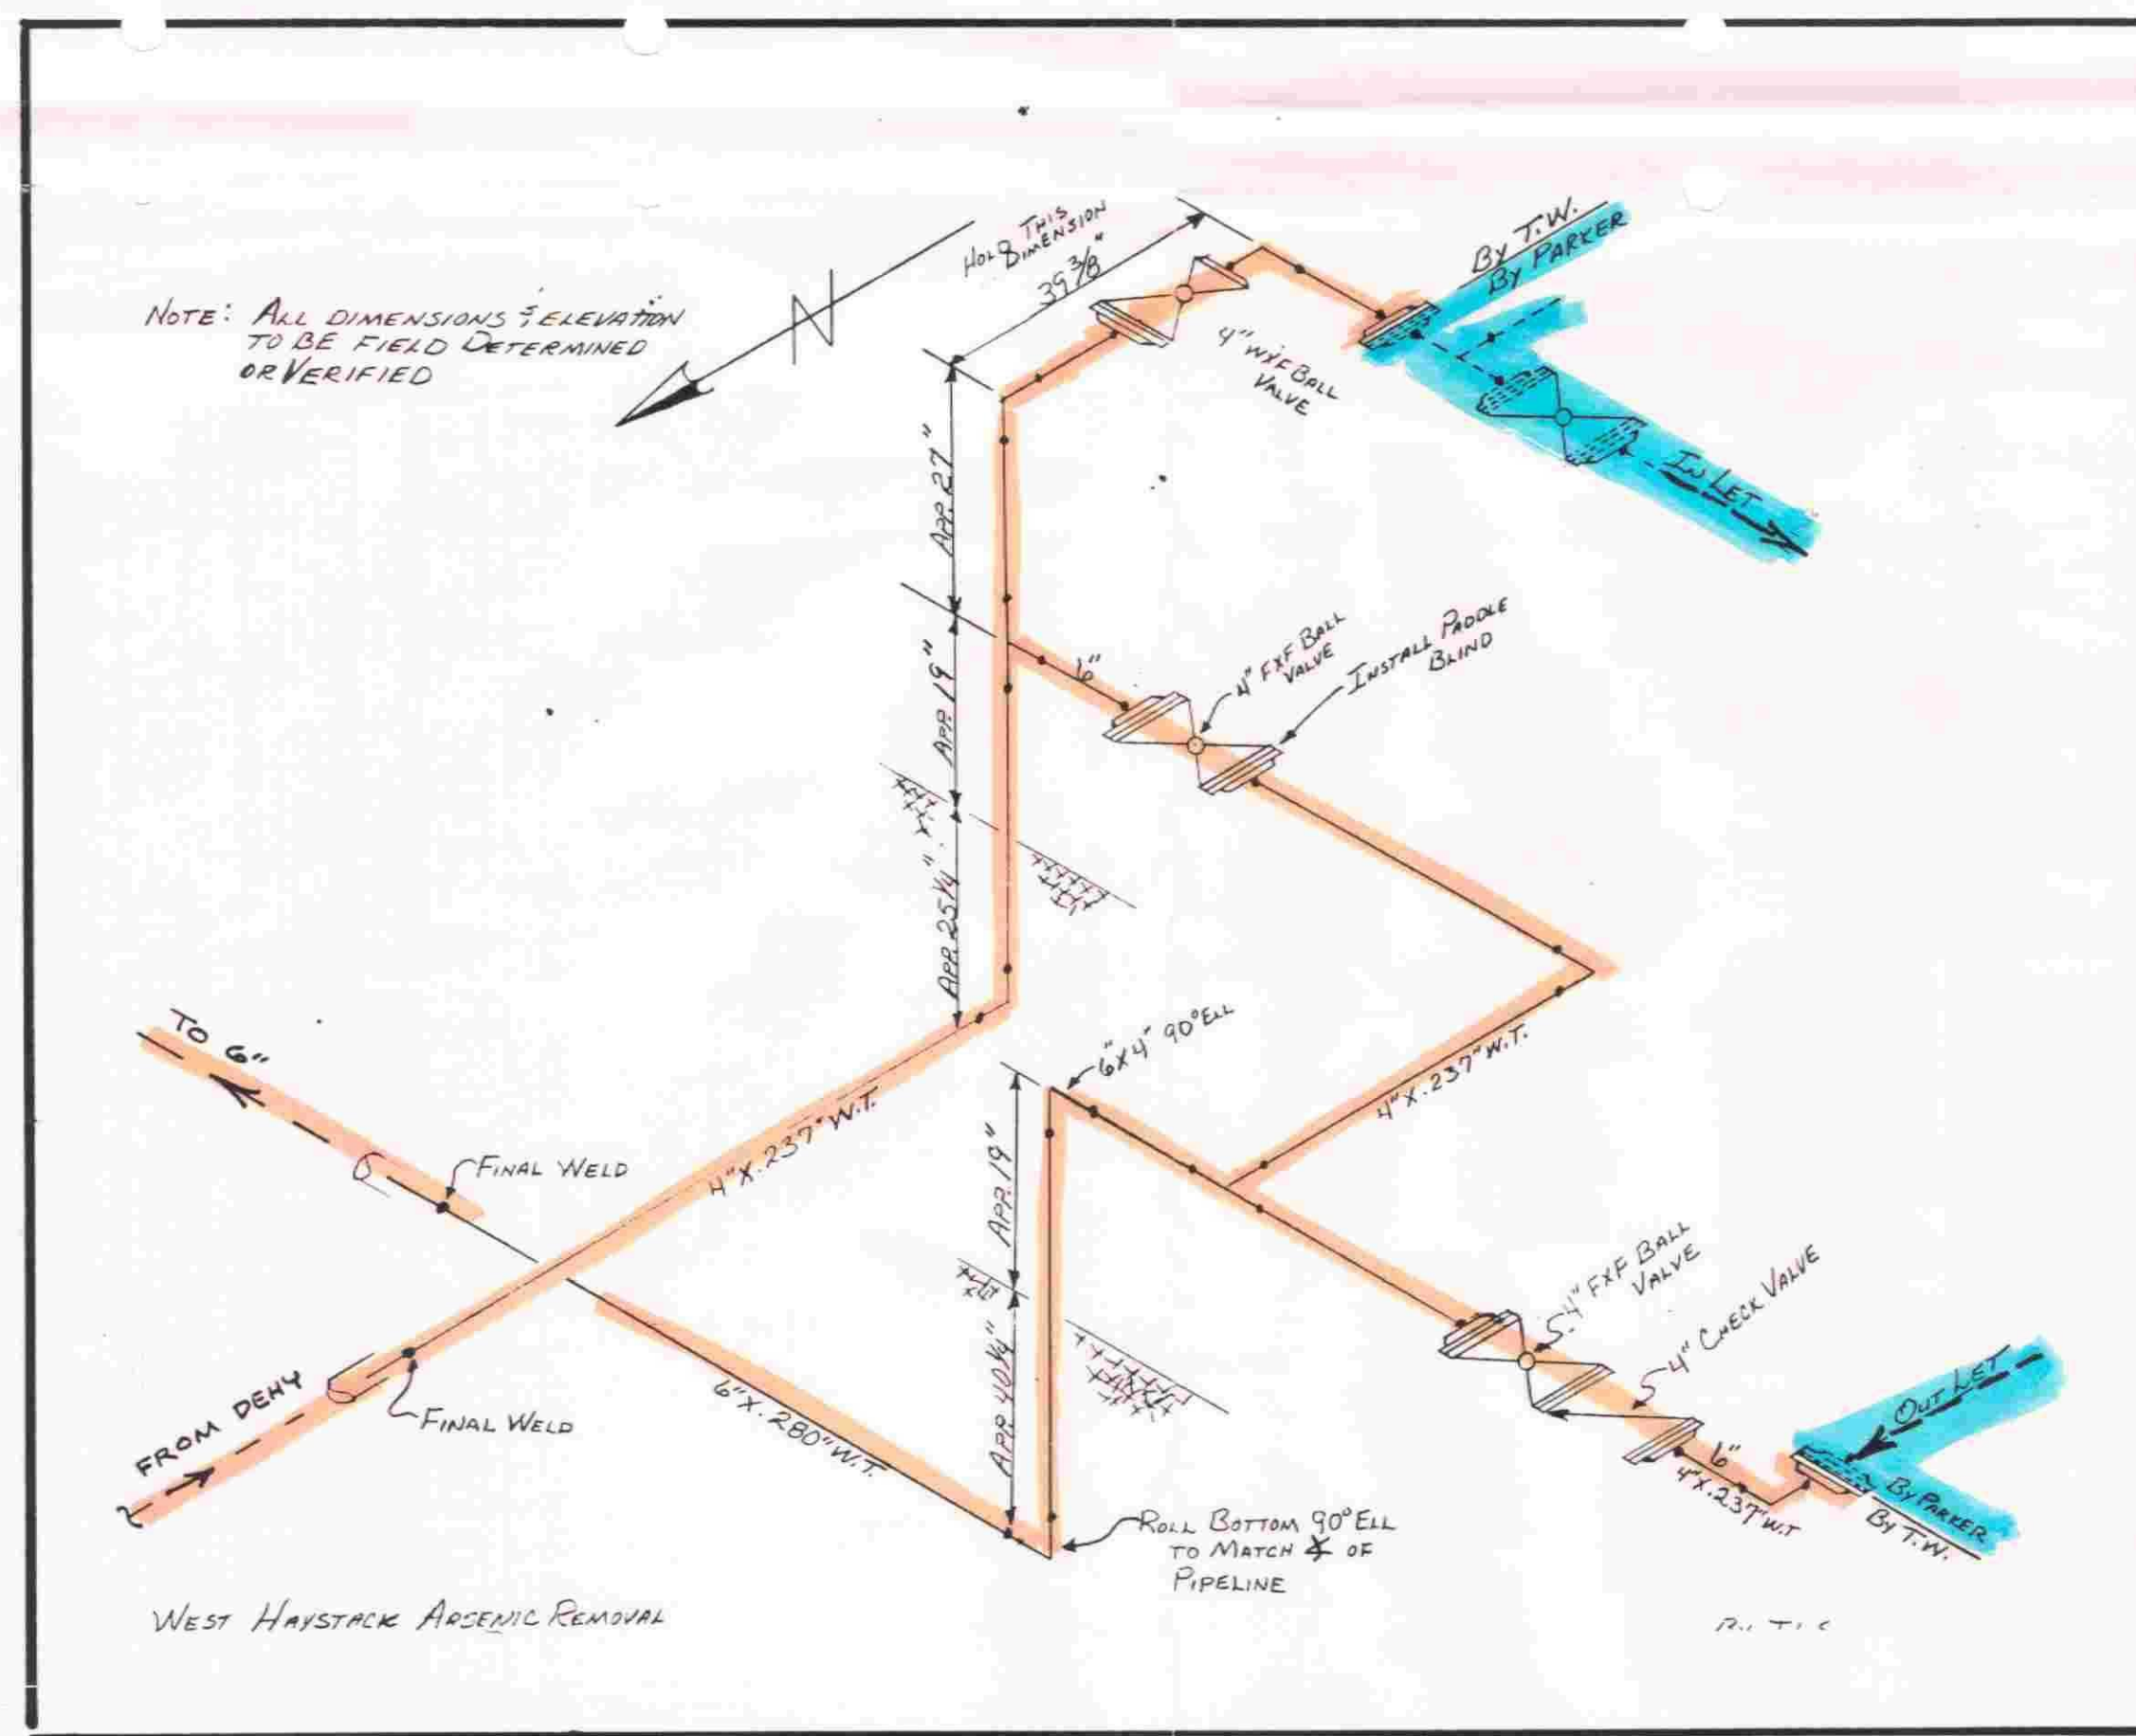 HOLD THIS
DIMENSION
39 3/8"
By T.W.
By PARKER
NOTE: ALL DIMENSIONS & ELEVATION
TO BE FIELD DETERMINED
OR VERIFIED
N
4" WXF BALL
VALVE
INLET
APP. 27"
APP. 19"
APP. 25 1/4"
6"
4" FXF BALL
VALVE
INSTALL PADDLE
BLIND
TO 6"
6"X4" 90° ELL
4"X.237" W.T.
4"X.237" W.T.
FINAL WELD
APP. 19"
APP. 40 1/4"
4" FXF BALL
VALVE
4" CHECK VALVE
FROM DEHY
FINAL WELD
6"X.280" W.T.
OUTLET
6"
4"X.237" W.T
By PARKER
By T.W.
ROLL BOTTOM 90° ELL
TO MATCH OF
PIPELINE
WEST HAYSTACK ARSENIC REMOVAL